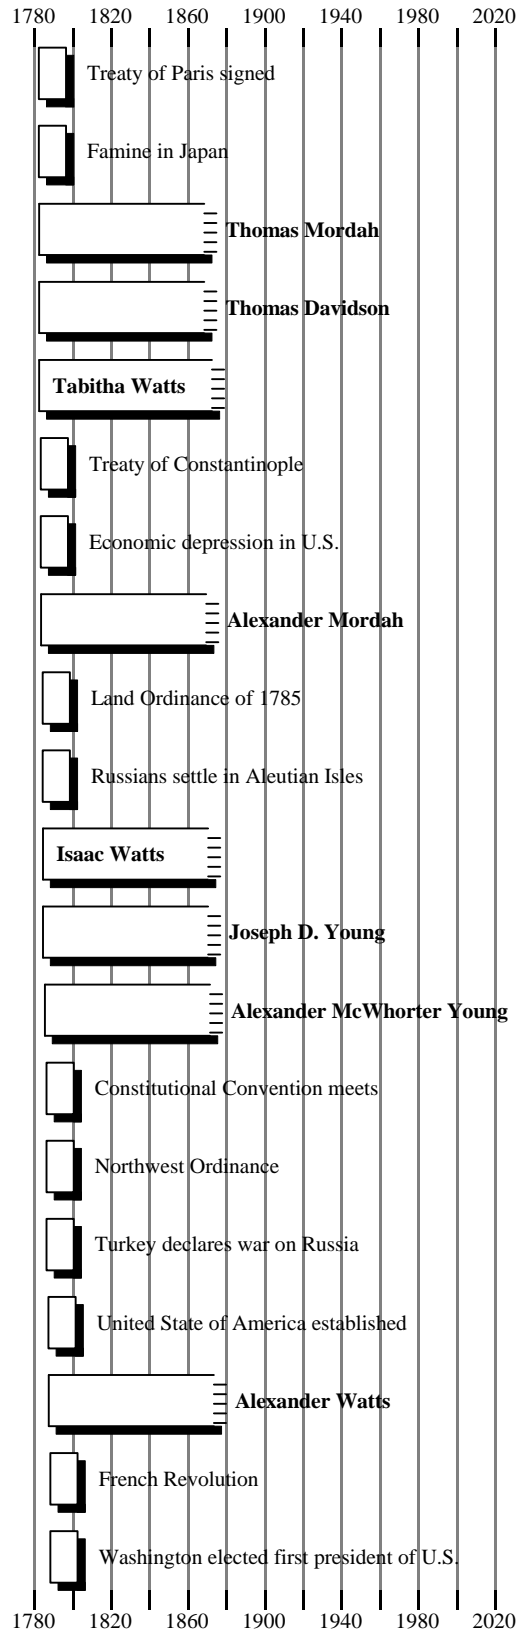 1780 1820 1860 1900 1940 1980 2020
Treaty of Paris signed
Famine in Japan
Thomas Mordah
Thomas Davidson
Tabitha Watts
Treaty of Constantinople
Economic depression in U.S.
Alexander Mordah
Land Ordinance of 1785
Russians settle in Aleutian Isles
Isaac Watts
Joseph D. Young
Alexander McWhorter Young
Constitutional Convention meets
Northwest Ordinance
Turkey declares war on Russia
United State of America established
Alexander Watts
French Revolution
Washington elected first president of U.S.
1780 1820 1860 1900 1940 1980 2020